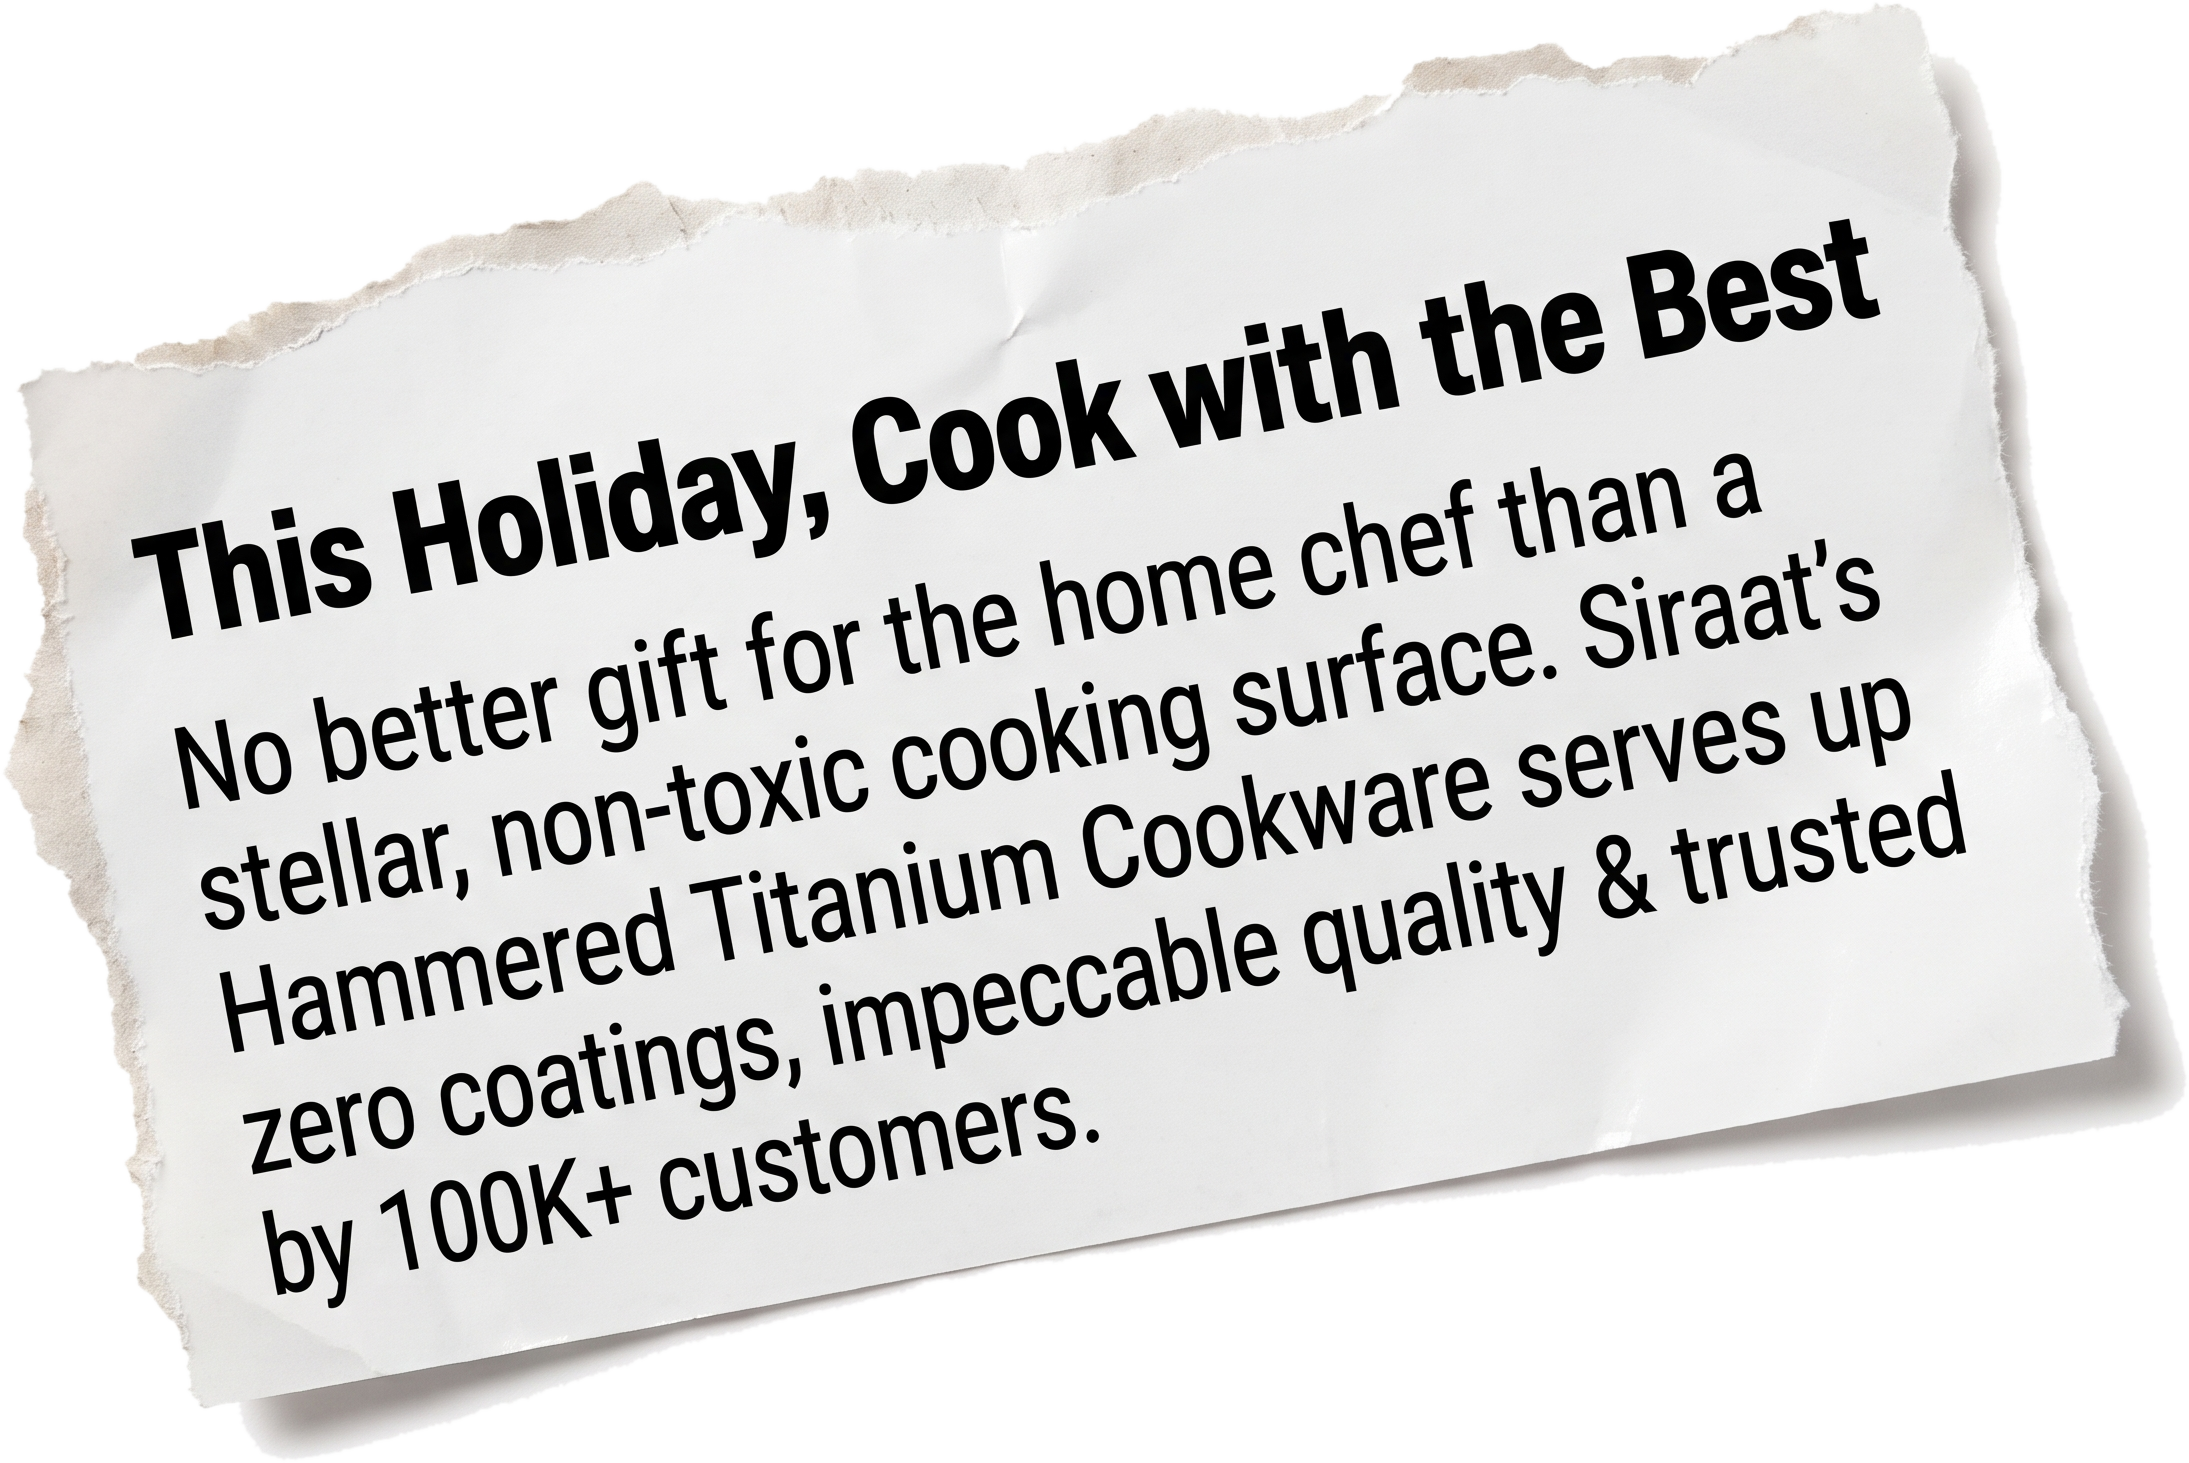 This Holiday, Cook with the Best
No better gift for the home chef than a
stellar, non-toxic cooking surface. Siraat’s
Hammered Titanium Cookware serves up
zero coatings, impeccable quality & trusted
by 100K+ customers.